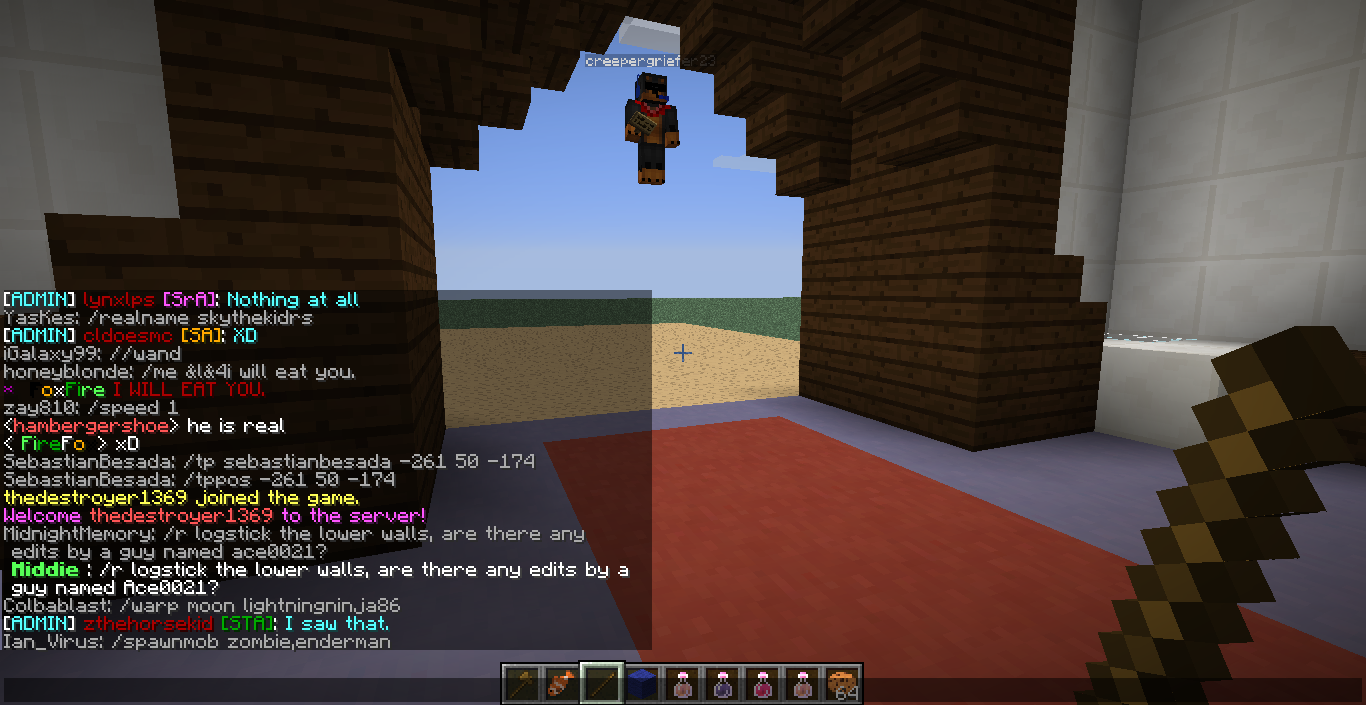 creepergriefer23
[ADMIN] lynxlps [SrA]: Nothing at all
YasKes: /realname skythekidrs
[ADMIN] cldoesmc [SA]: XD
iGalaxy99: //wand
honeyblonde: /me &l&4i will eat you.
* oxFire I WILL EAT YOU.
zay810: /speed 1
<hambergershoe> he is real
< FireFo > xD
SebastianBesada: /tp sebastianbesada -261 50 -174
SebastianBesada: /tppos -261 50 -174
thedestroyer1369 joined the game.
Welcome thedestroyer1369 to the server!
MidnightMemory: /r logstick the lower walls, are there any
edits by a guy named ace0021?
Middie : /r logstick the lower walls, are there any edits by a
guy named Ace0021?
Colbablast: /warp moon lightningninja86
[ADMIN] zthehorsekid [STA]: I saw that.
Ian_Virus: /spawnmob zombie,enderman
64